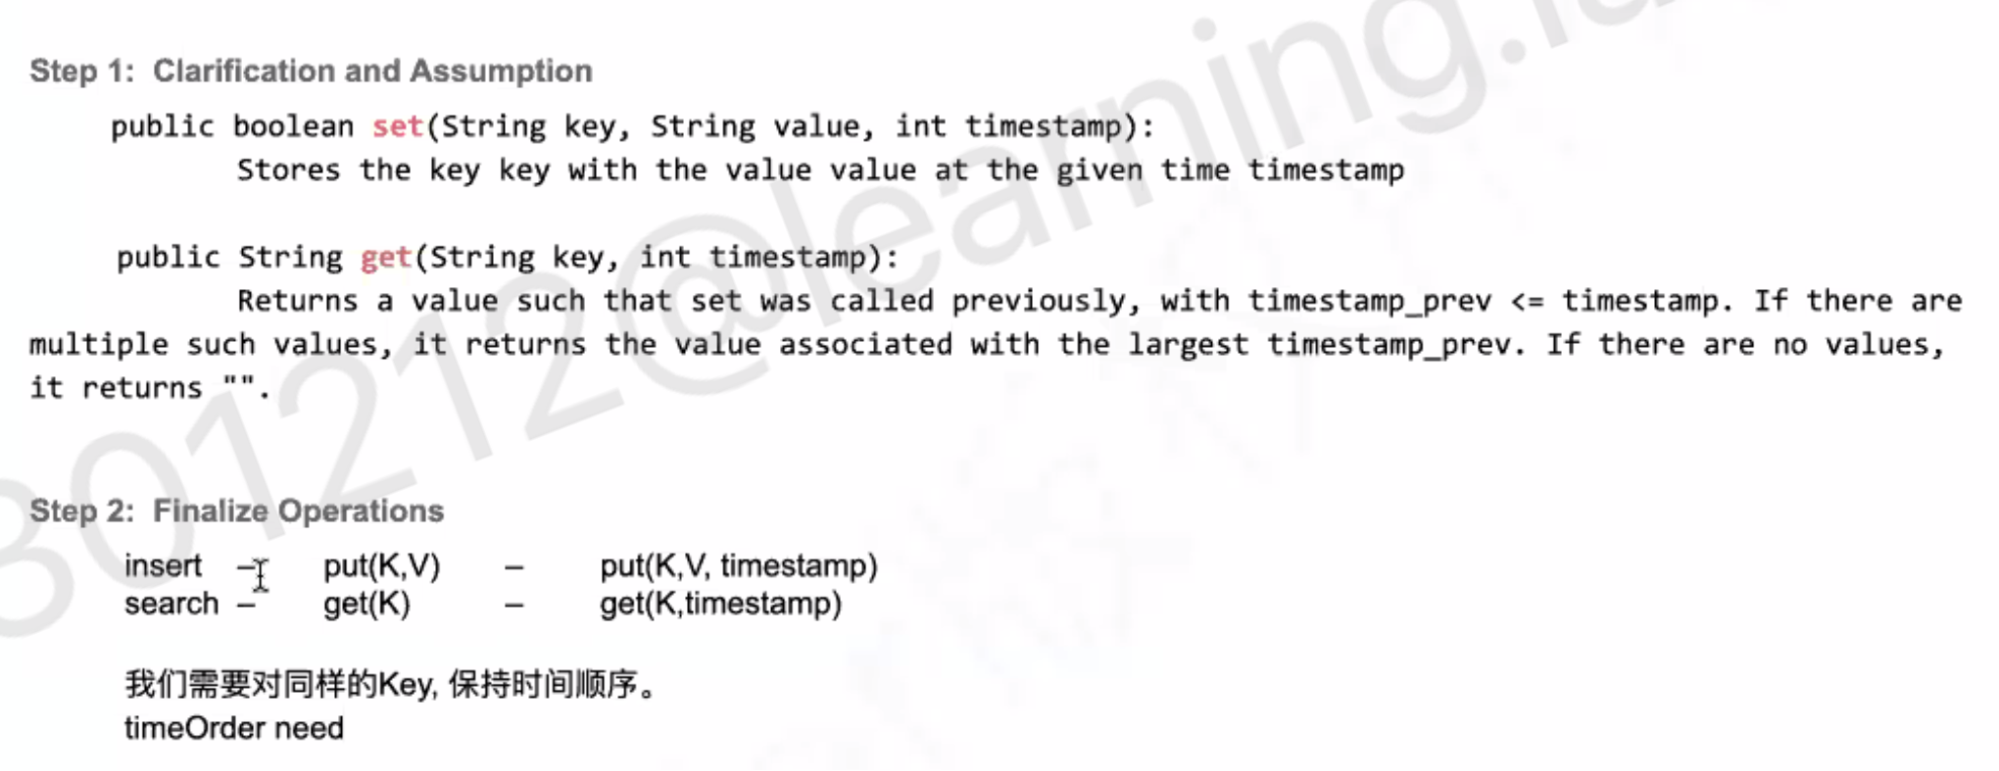 Step 1: Clarification and Assumption
public boolean set(String key, String value, int timestamp):
Stores the key key with the value value at the given time timestamp
public String get(String key, int timestamp):
Returns a value such that set was called previously, with timestamp_prev <= timestamp. If there are
multiple such values, it returns the value associated with the largest timestamp_prev. If there are no values,
it returns "".
Step 2: Finalize Operations
insert – put(K,V) – put(K,V, timestamp)
search – get(K) – get(K,timestamp)
我们需要对同样的Key, 保持时间顺序。
timeOrder need
301212@learning.